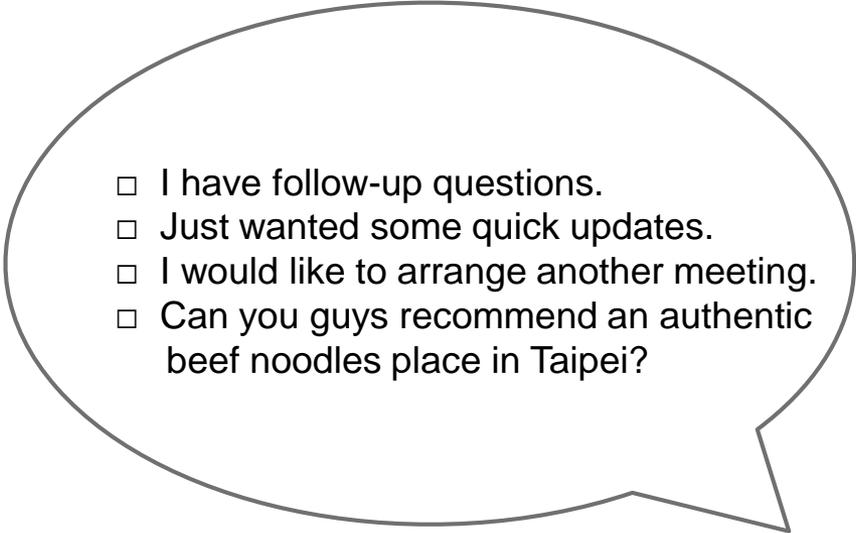 □ I have follow-up questions.
□ Just wanted some quick updates.
□ I would like to arrange another meeting.
□ Can you guys recommend an authentic
beef noodles place in Taipei?